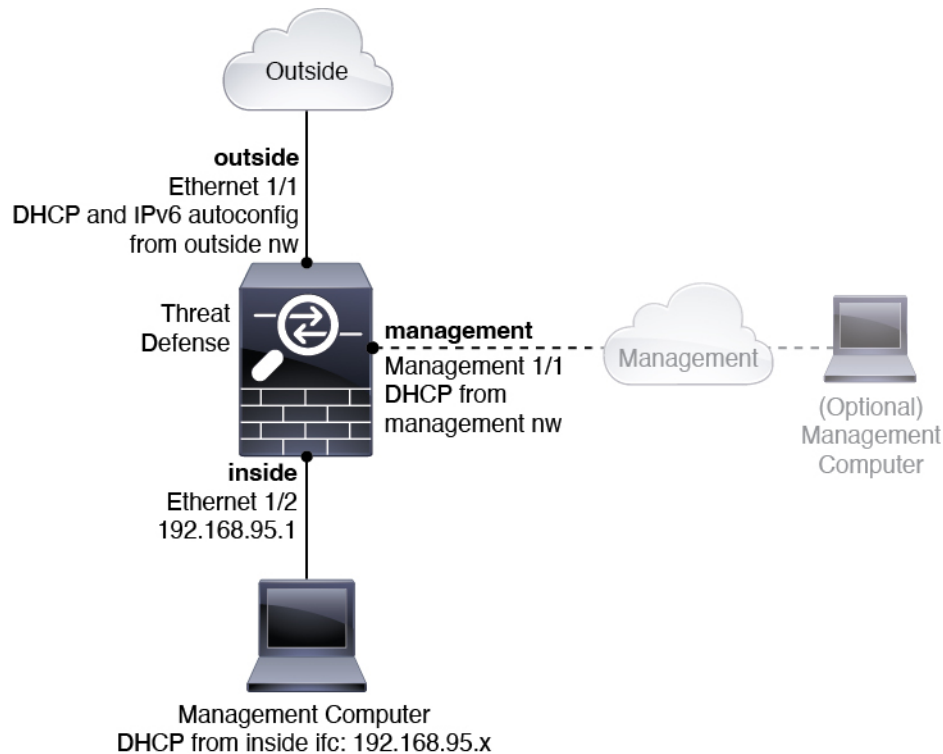 Outside
outside
Ethernet 1/1
DHCP and IPv6 autoconfig
from outside nw
Threat
Defense
management
Management 1/1
DHCP from
management nw
Management
(Optional)
Management
Computer
inside
Ethernet 1/2
192.168.95.1
Management Computer
DHCP from inside ifc: 192.168.95.x